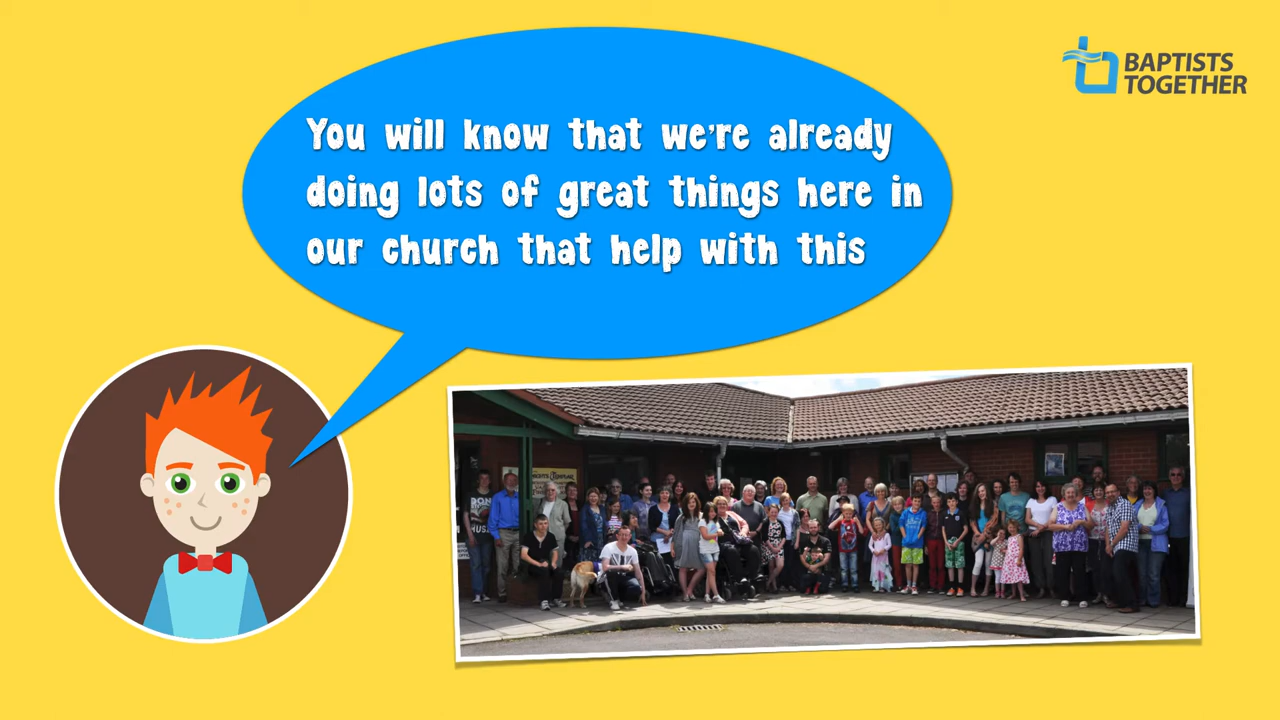 You will know that we're already
doing lots of great things here in
our church that help with this
BAPTISTS
TOGETHER